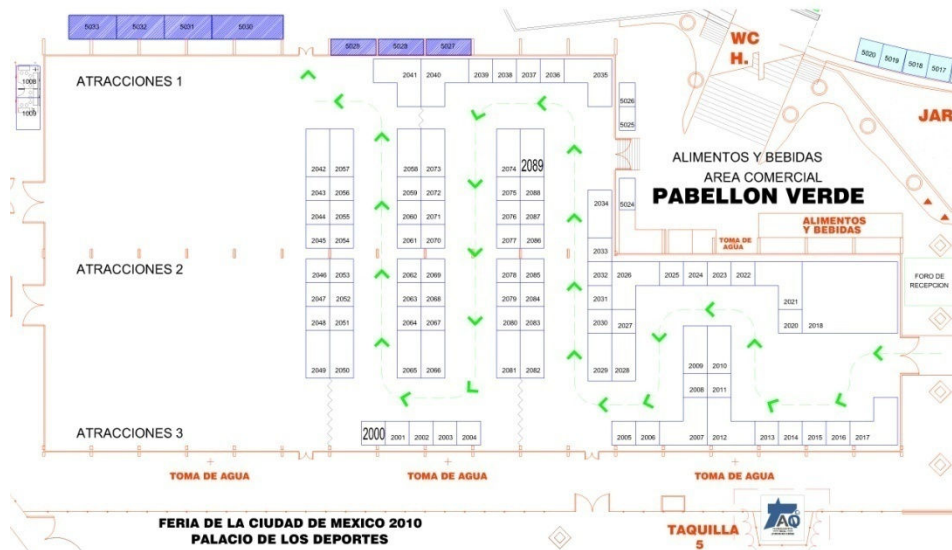 5033 5032 5031 5030
5029 5028 5027
WC
H.
5020 5019 5018 5017
1008
1009
ATRACCIONES 1
2041 2040
2039 2038 2037 2036 2035
5026
5025
JAR
ALIMENTOS Y BEBIDAS
AREA COMERCIAL
PABELLON VERDE
2042 2057 2058 2073 2074 2089
2043 2056 2059 2072 2075 2088
2044 2055 2060 2071 2076 2087
2045 2054 2061 2070 2077 2086
2034
5024
2033
ALIMENTOS
Y BEBIDAS
TOMA DE
AGUA
ATRACCIONES 2
2046 2053 2062 2069 2078 2085
2047 2052 2063 2068 2079 2084
2048 2051 2064 2067 2080 2083
2049 2050 2065 2066 2081 2082
2032 2026 2025 2024 2023 2022
2031
2030 2027
2029 2028
2021
2020 2018
FORO DE
RECEPCION
2009 2010
2008 2011
ATRACCIONES 3
2000 2001 2002 2003 2004
2005 2006 2007 2012 2013 2014 2015 2016 2017
TOMA DE AGUA TOMA DE AGUA TOMA DE AGUA
FERIA DE LA CIUDAD DE MEXICO 2010
PALACIO DE LOS DEPORTES
TAQUILLA
5